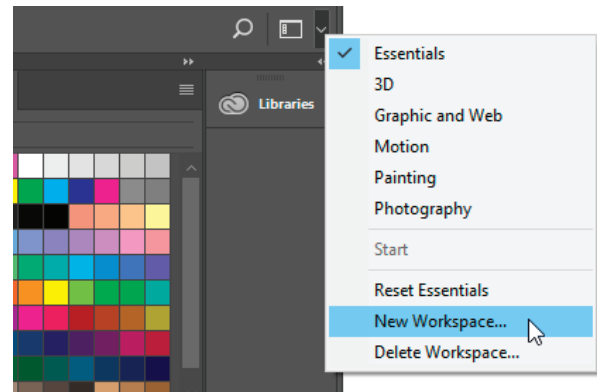 Libraries
Essentials
3D
Graphic and Web
Motion
Painting
Photography
Start
Reset Essentials
New Workspace...
Delete Workspace...